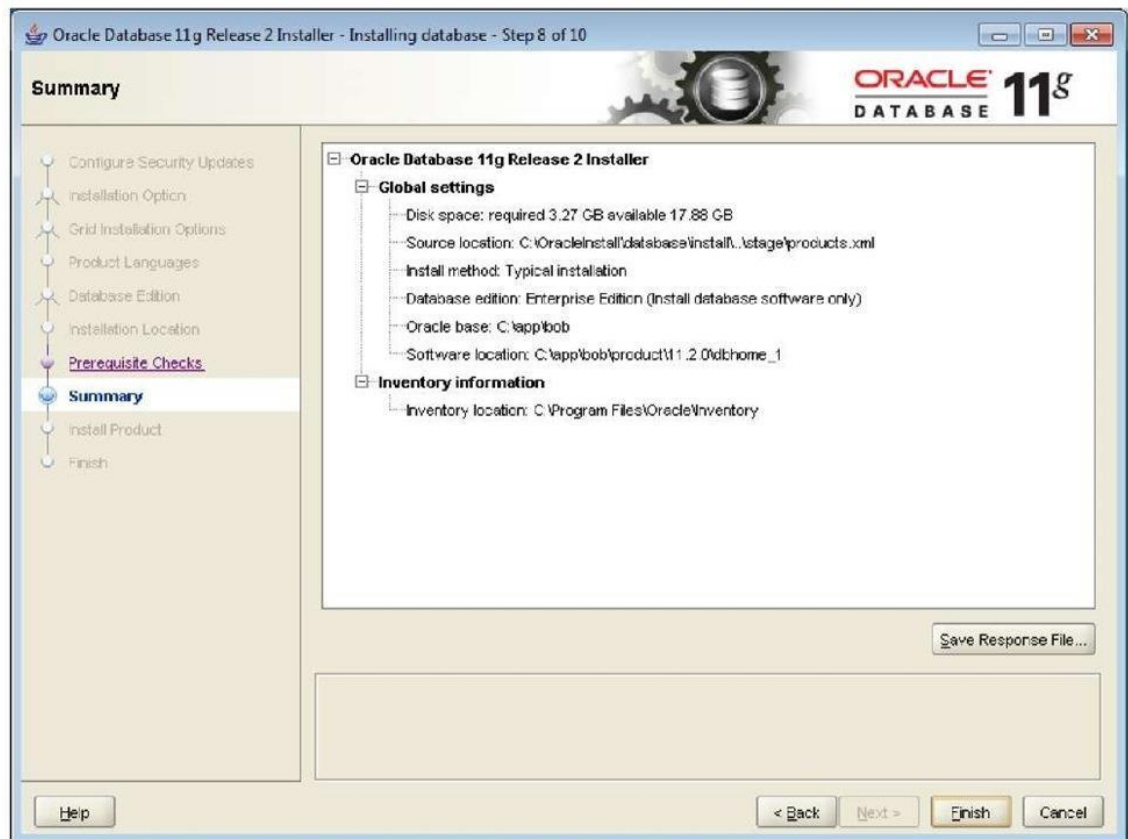 Oracle Database 11g Release 2 Installer - Installing database - Step 8 of 10
Summary
ORACLE
DATABASE
11g
Configure Security Updates
Installation Option
Grid Installation Options
Product Languages
Database Edition
Installation Location
Prerequisite Checks
Summary
Install Product
Finish
Oracle Database 11g Release 2 Installer
Global settings
Disk space: required 3.27 GB available 17.88 GB
Source location: C:\OracleInstall\database\install\..\stage\products.xml
Install method: Typical installation
Database edition: Enterprise Edition (Install database software only)
Oracle base: C:\app\bob
Software location: C:\app\bob\product\11.2.0\dbhome_1
Inventory information
Inventory location: C:\Program Files\Oracle\Inventory
Save Response File...
Help
< Back
Next >
Finish
Cancel